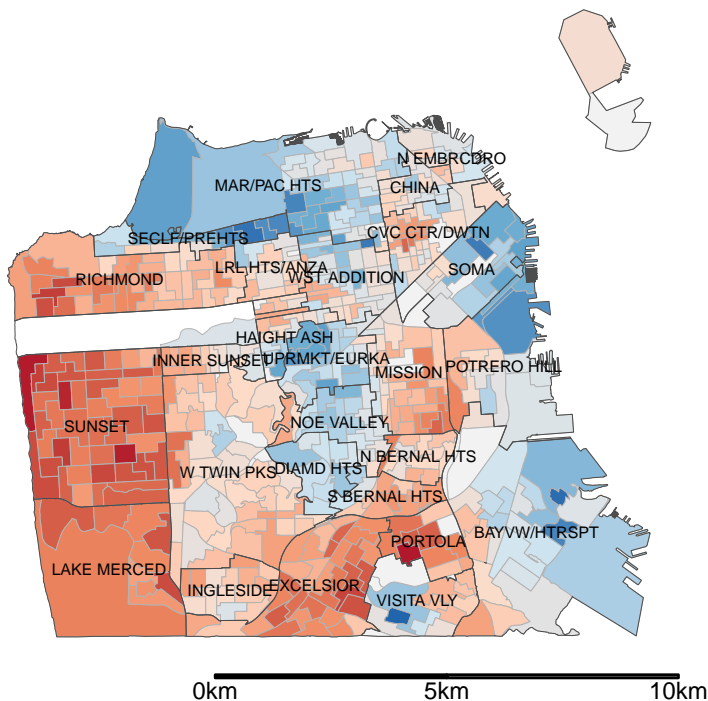 N EMBRCDRO
MAR/PAC HTS
CHINA
SECLF/PREHTS
CVC CTR/DWTN
RICHMOND
LRL HTS/ANZA
WST ADDITION
SOMA
HAIGHT ASH
INNER SUNSET
UPRMKT/EURKA
MISSION
POTRERO HILL
SUNSET
NOE VALLEY
W TWIN PKS
DIAMD HTS
N BERNAL HTS
S BERNAL HTS
BAYVW/HTRSPT
PORTOLA
LAKE MERCED
INGLESIDE
EXCELSIOR
VISITA VLY
0km
5km
10km